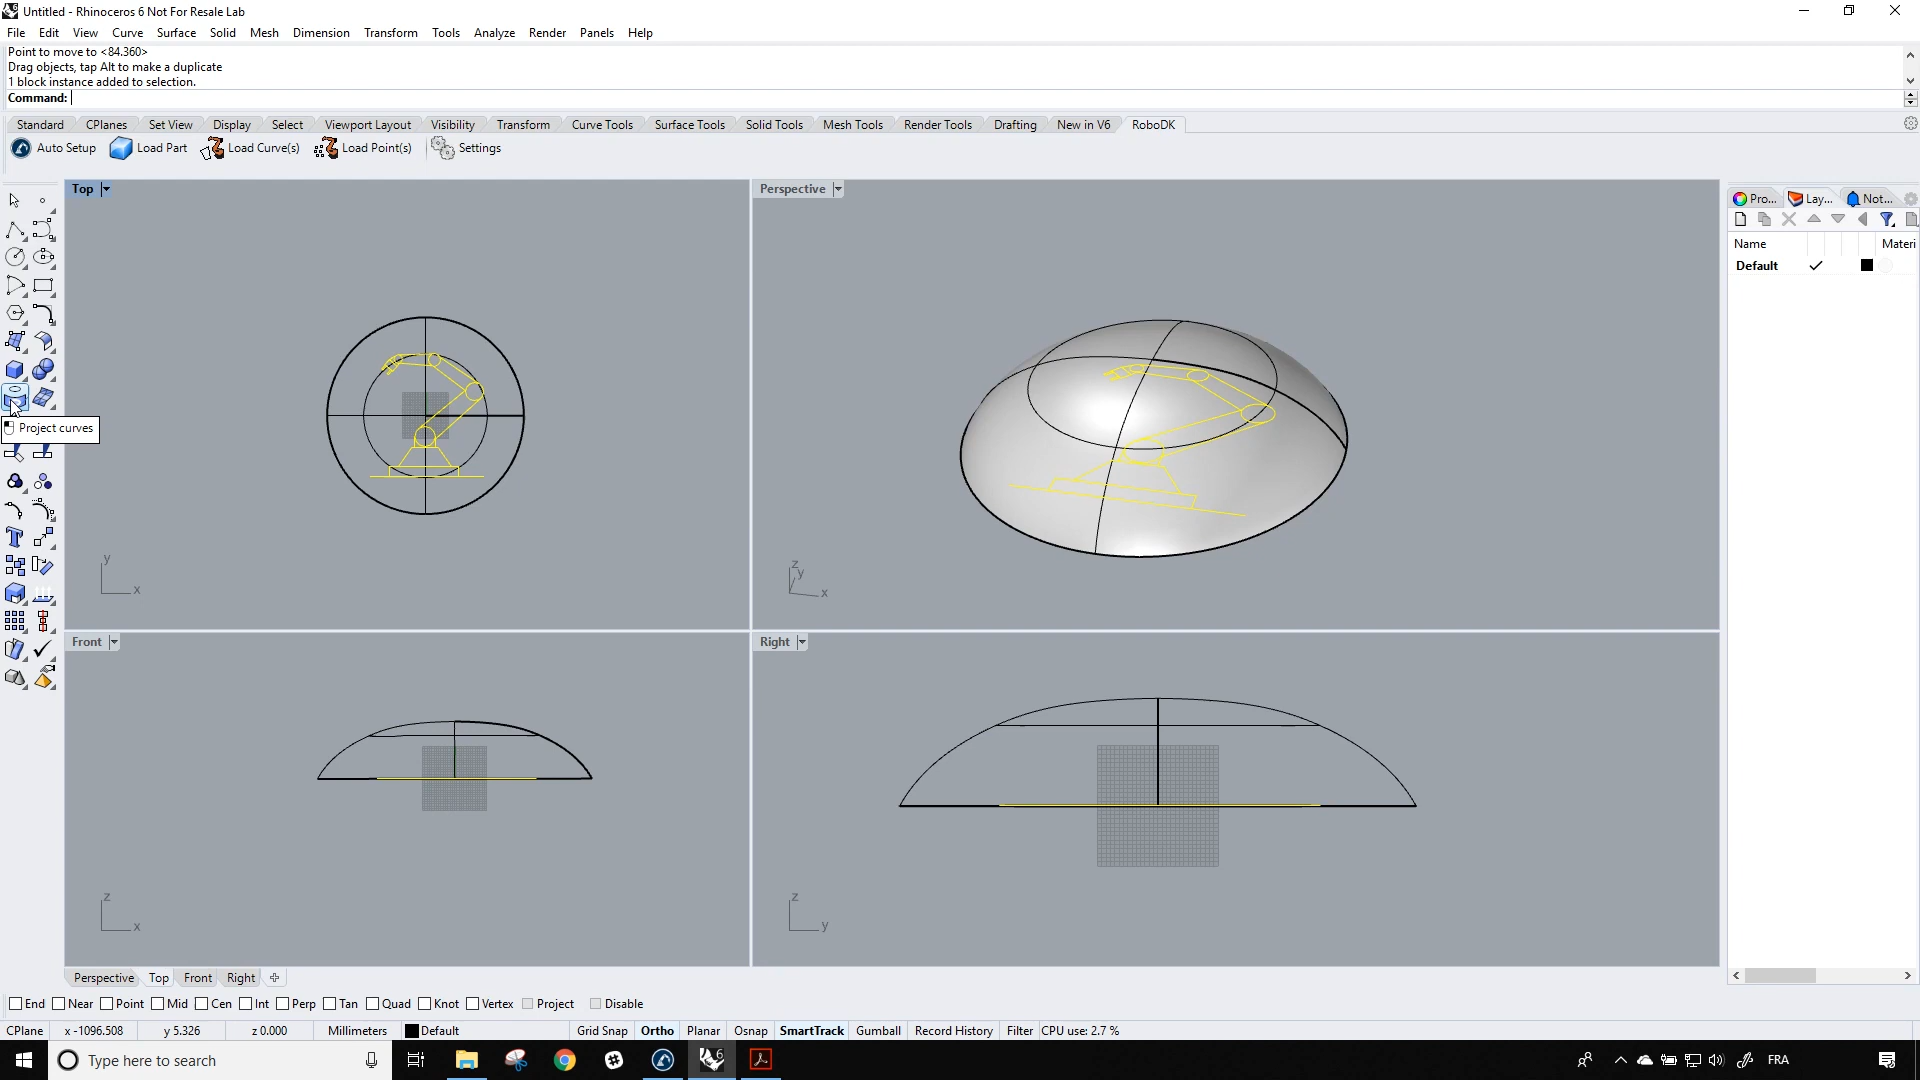 Untitled - Rhinoceros 6 Not For Resale Lab
File Edit View Curve Surface Solid Mesh Dimension Transform Tools Analyze Render Panels Help
Point to move to <84.360>
Drag objects, tap Alt to make a duplicate
1 block instance added to selection.
Command:
Standard CPlanes Set View Display Select Viewport Layout Visibility Transform Curve Tools Surface Tools Solid Tools Mesh Tools Render Tools Drafting New in V6 RoboDK
Auto Setup Load Part Load Curve(s) Load Point(s) Settings
Top
Perspective
Pro... Lay... Not...
Name Materi
Default
Project curves
y
x
z
y
x
Front
Right
z
x
z
y
Perspective Top Front Right
End Near Point Mid Cen Int Perp Tan Quad Knot Vertex Project Disable
CPlane x -1096.508 y 5.326 z 0.000 Millimeters Default Grid Snap Ortho Planar Osnap SmartTrack Gumball Record History Filter CPU use: 2.7 %
Type here to search 6 FRA